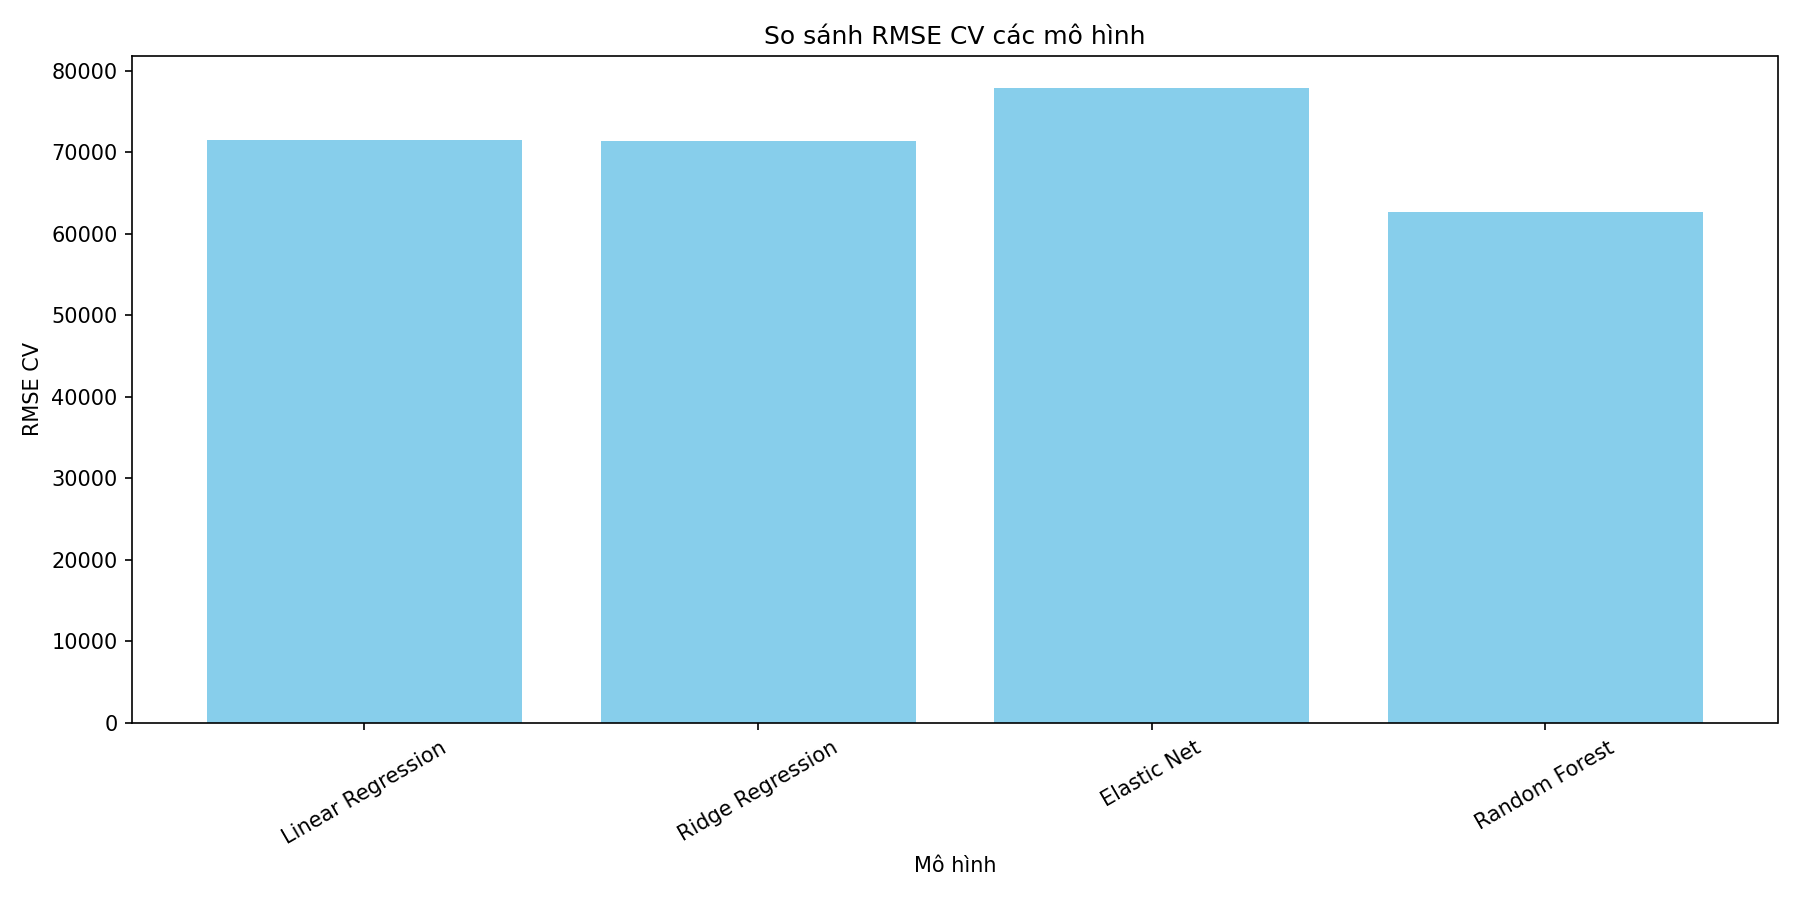 So sánh RMSE CV các mô hình
RMSE CV
80000
70000
60000
50000
40000
30000
20000
10000
0
Linear Regression
Ridge Regression
Elastic Net
Random Forest
Mô hình